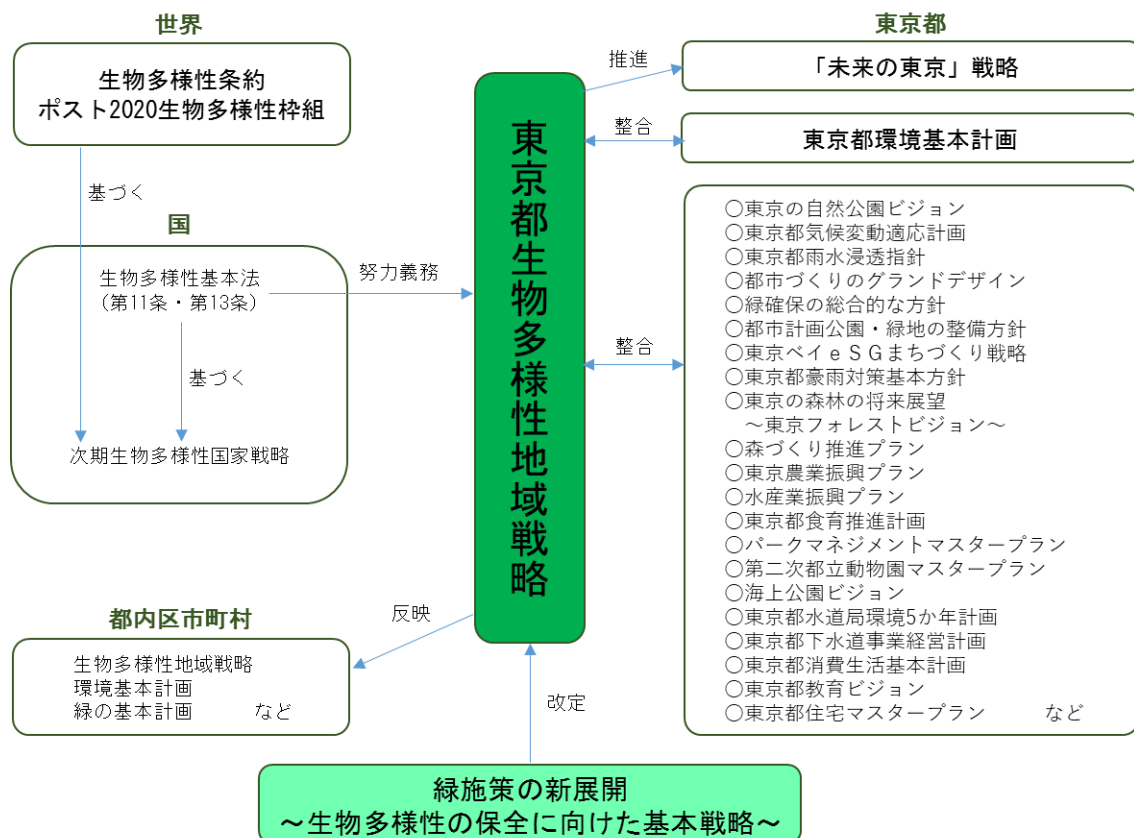 世界
生物多様性条約
ポスト2020生物多様性枠組
基づく
国
生物多様性基本法
（第11条・第13条）
基づく
次期生物多様性国家戦略
努力義務
都内区市町村
生物多様性地域戦略
環境基本計画
緑の基本計画　　など
反映
東京都生物多様性地域戦略
改定
緑施策の新展開
～生物多様性の保全に向けた基本戦略～
東京都
推進
「未来の東京」戦略
整合
東京都環境基本計画
整合
○東京の自然公園ビジョン
○東京都気候変動適応計画
○東京都雨水浸透指針
○都市づくりのグランドデザイン
○緑確保の総合的な方針
○都市計画公園・緑地の整備方針
○東京ベイｅＳＧまちづくり戦略
○東京都豪雨対策基本方針
○東京の森林の将来展望
～東京フォレストビジョン～
○森づくり推進プラン
○東京農業振興プラン
○水産業振興プラン
○東京都食育推進計画
○パークマネジメントマスタープラン
○第二次都立動物園マスタープラン
○海上公園ビジョン
○東京都水道局環境5か年計画
○東京都下水道事業経営計画
○東京都消費生活基本計画
○東京都教育ビジョン
○東京都住宅マスタープラン　　など